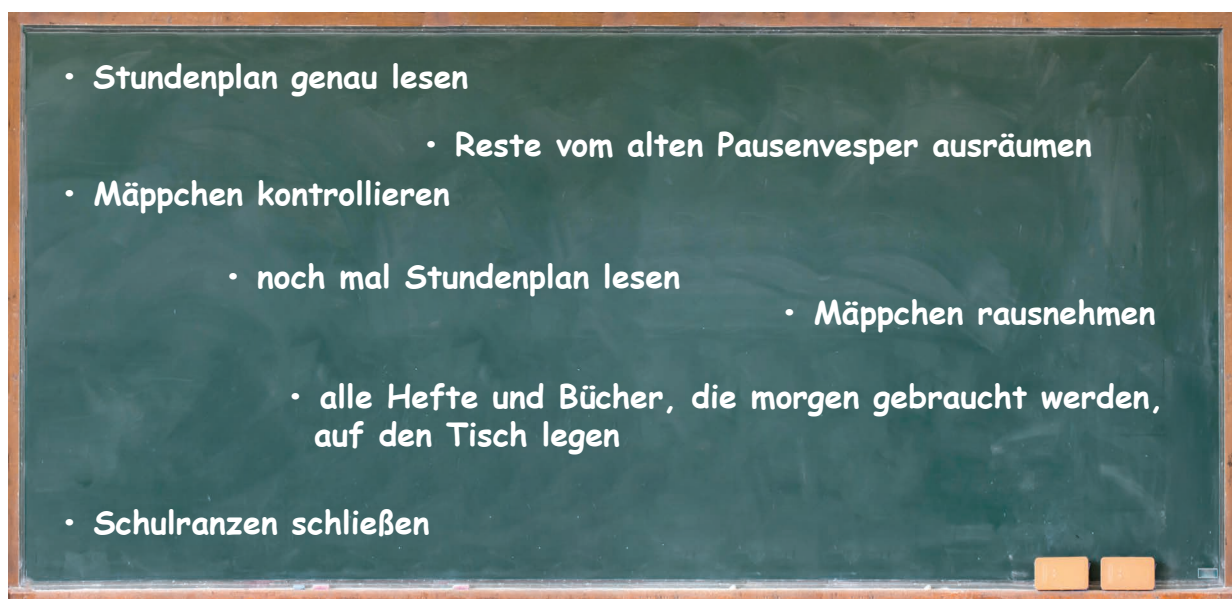 • Stundenplan genau lesen
• Reste vom alten Pausenvesper ausräumen
• Mäppchen kontrollieren
• noch mal Stundenplan lesen
• Mäppchen rausnehmen
• alle Hefte und Bücher, die morgen gebraucht werden,
auf den Tisch legen
• Schulranzen schließen